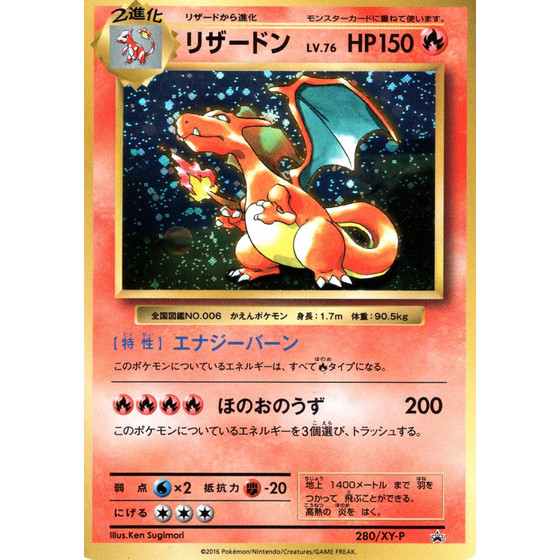 2進化
リザードから進化
モンスターカードに重ねて使います。
リザードン LV.76 HP150
全国図鑑NO.006 かえんポケモン 身長:1.7m 体重:90.5kg
[特性] エナジーバーン
このポケモンについているエネルギーは、すべてタイプになる。
ほのおのうず 200
このポケモンについているエネルギーを3個選び、トラッシュする。
弱点 ×2 抵抗力 -20
にげる
地上 1400メートル まで 羽を
つかって 飛ぶことができる。
高熱の 炎を はく。
Illus.Ken Sugimori
280/XY-P
©2016 Pokémon/Nintendo/Creatures/GAME FREAK.